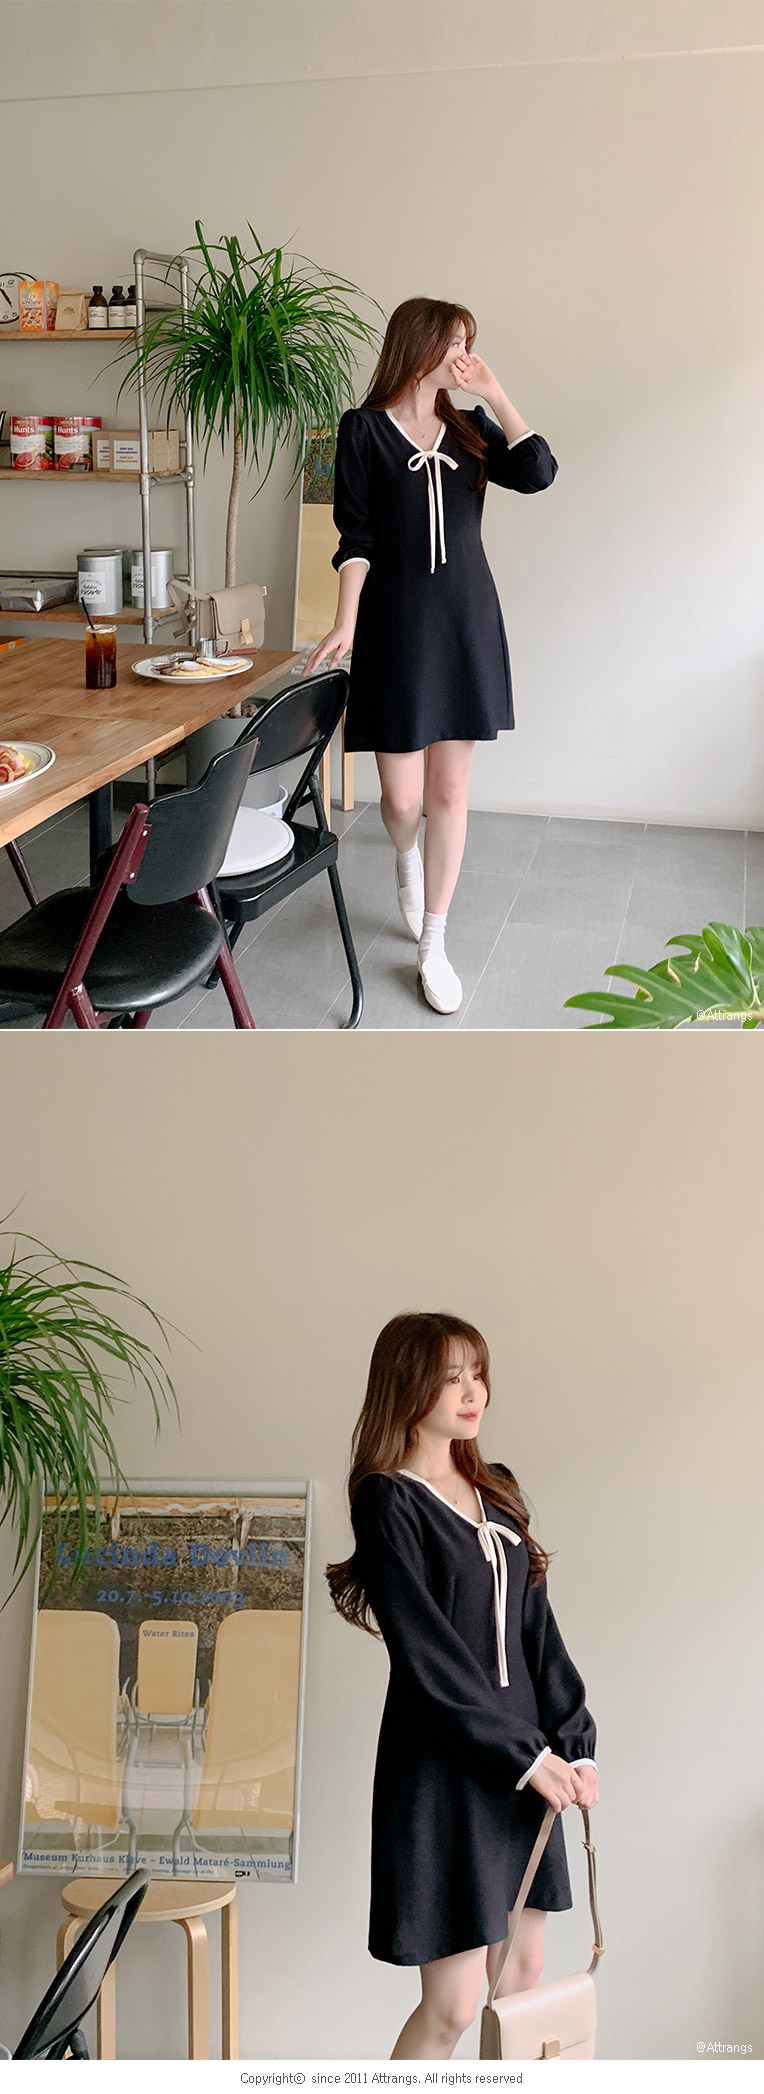 Hunts
Hunts
@Attrangs
Lucinda Devlin
20.7.-5.10.2003
Water Rites
Museum Kurhaus Kleve – Ewald Mataré-Sammlung
@Attrangs
Copyrightⓒ since 2011 Attrangs. All rights reserved